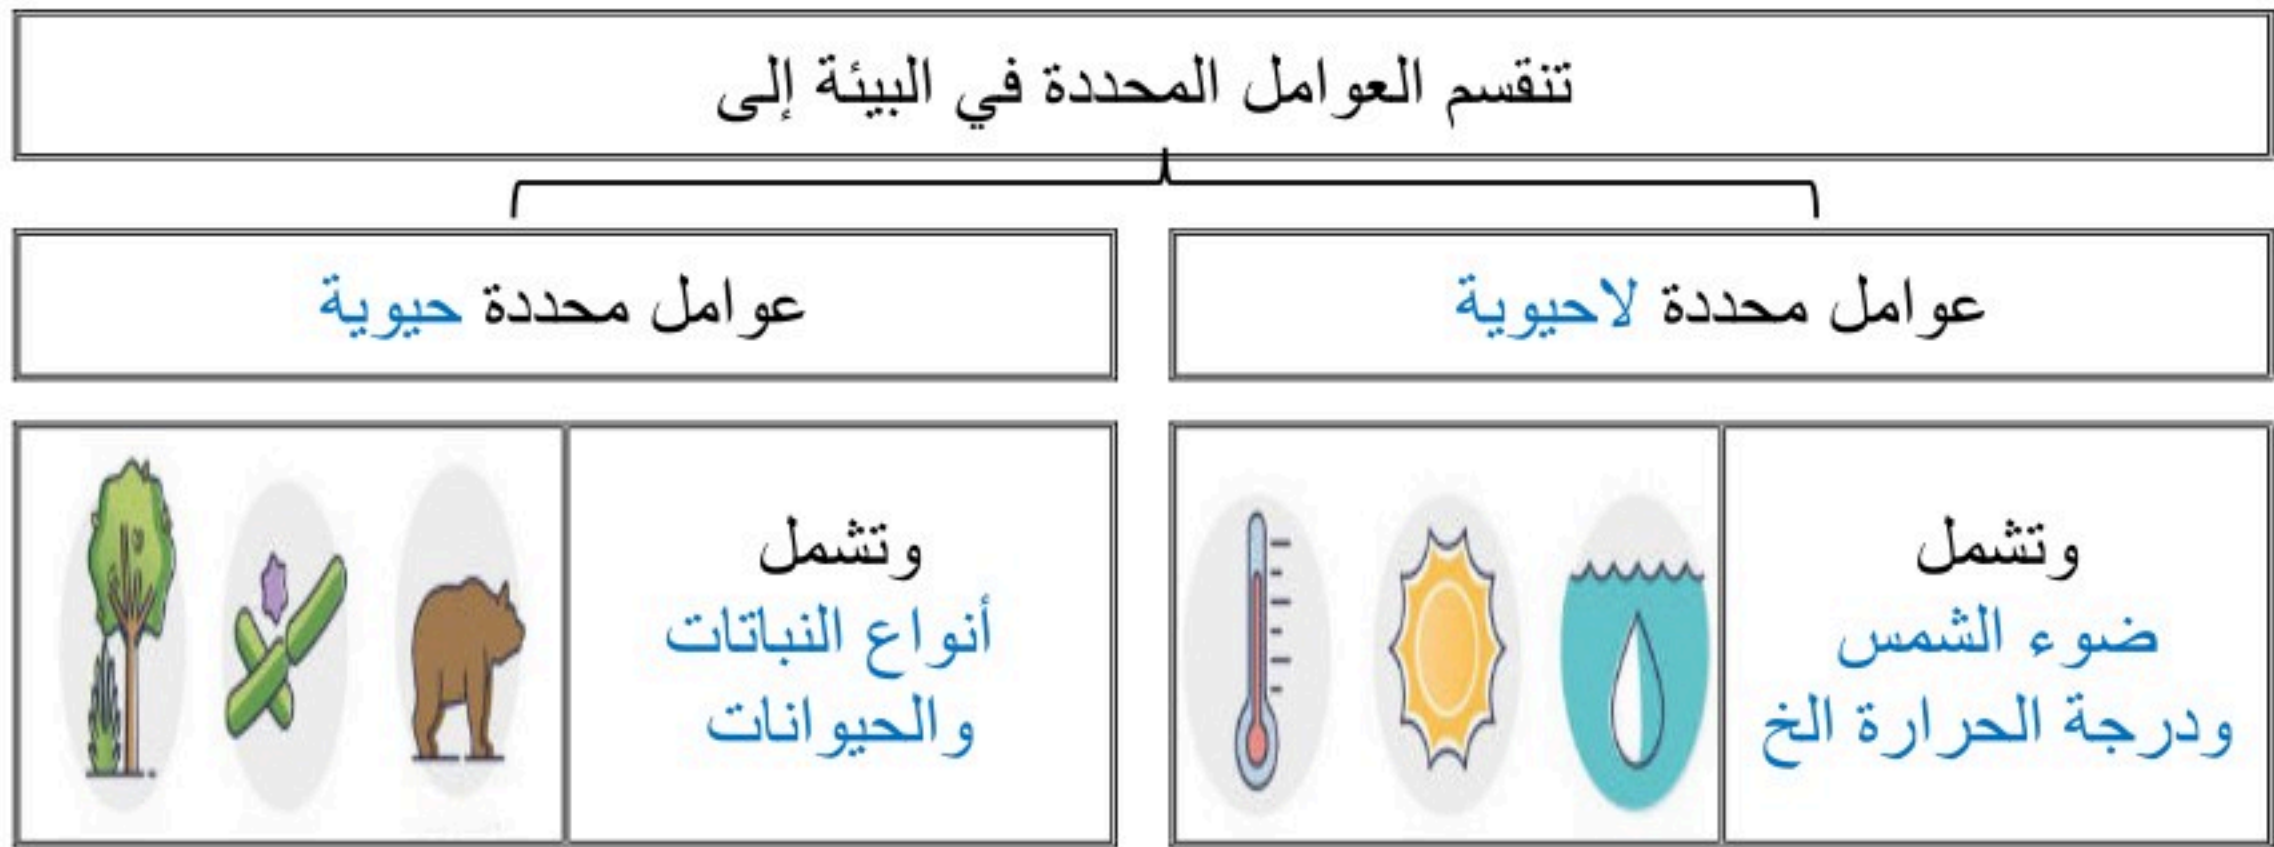 تنقسم العوامل المحددة في البيئة إلى
عوامل محددة لاحيوية
عوامل محددة حيوية
وتشمل
ضوء الشمس
ودرجة الحرارة الخ
وتشمل
أنواع النباتات
والحيوانات